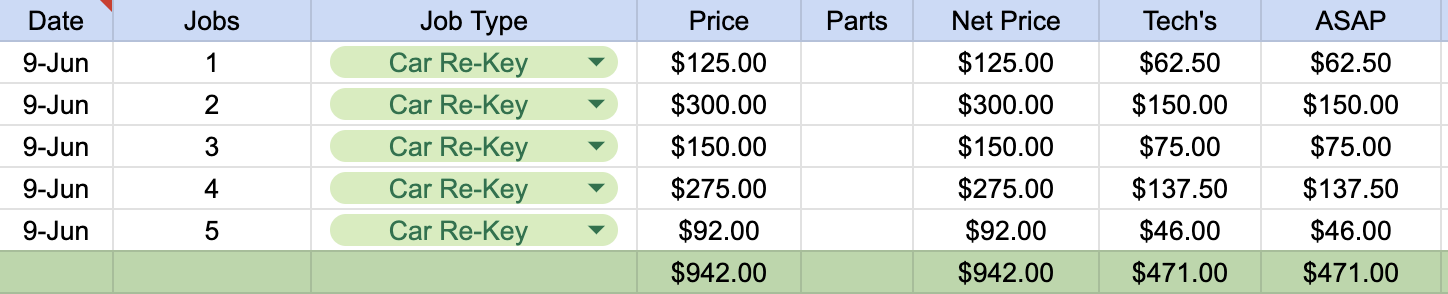 Date Jobs Job Type Price Parts Net Price Tech's ASAP
9-Jun 1 Car Re-Key $125.00 $125.00 $62.50 $62.50
9-Jun 2 Car Re-Key $300.00 $300.00 $150.00 $150.00
9-Jun 3 Car Re-Key $150.00 $150.00 $75.00 $75.00
9-Jun 4 Car Re-Key $275.00 $275.00 $137.50 $137.50
9-Jun 5 Car Re-Key $92.00 $92.00 $46.00 $46.00
$942.00 $942.00 $471.00 $471.00